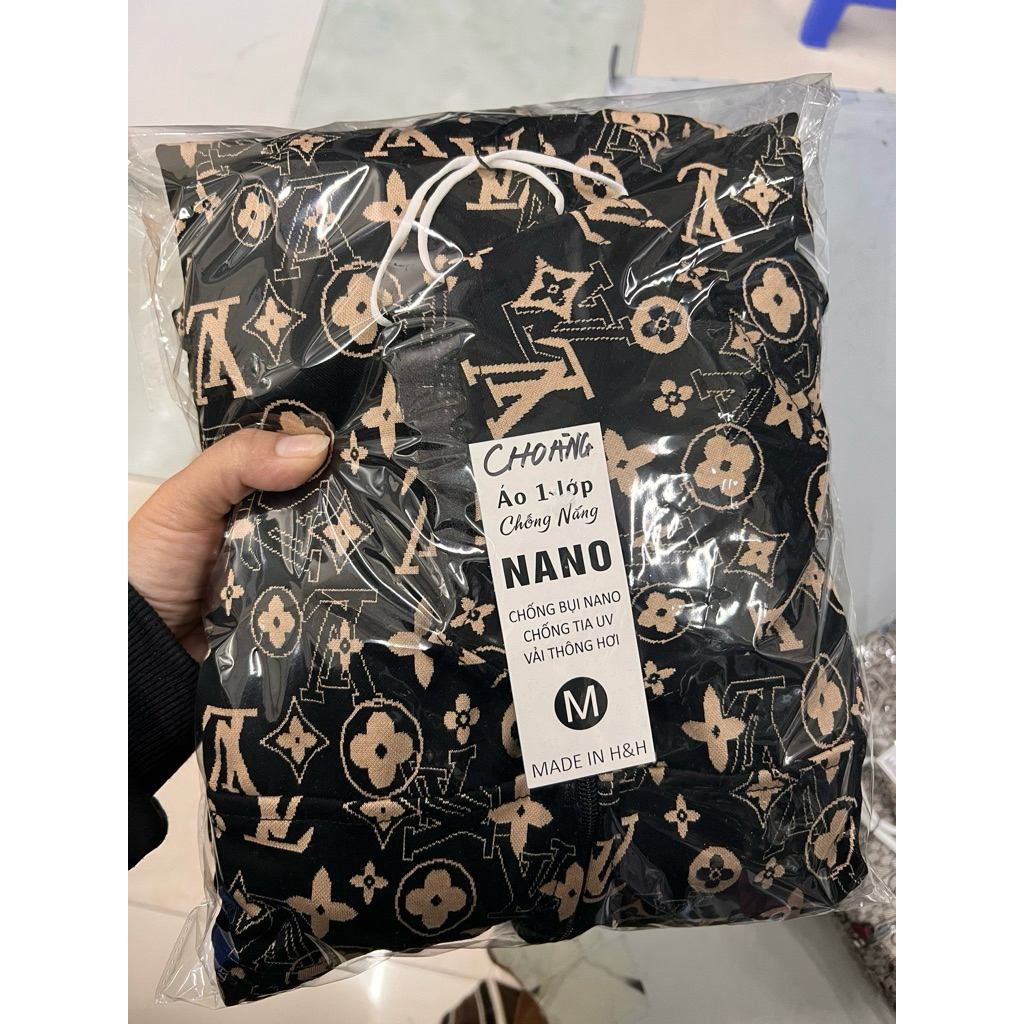 CHOÀNG
Áo 1 lớp
Chống Nắng
NANO
CHỐNG BỤI NANO
CHỐNG TIA UV
VẢI THÔNG HƠI
M
MADE IN H&H